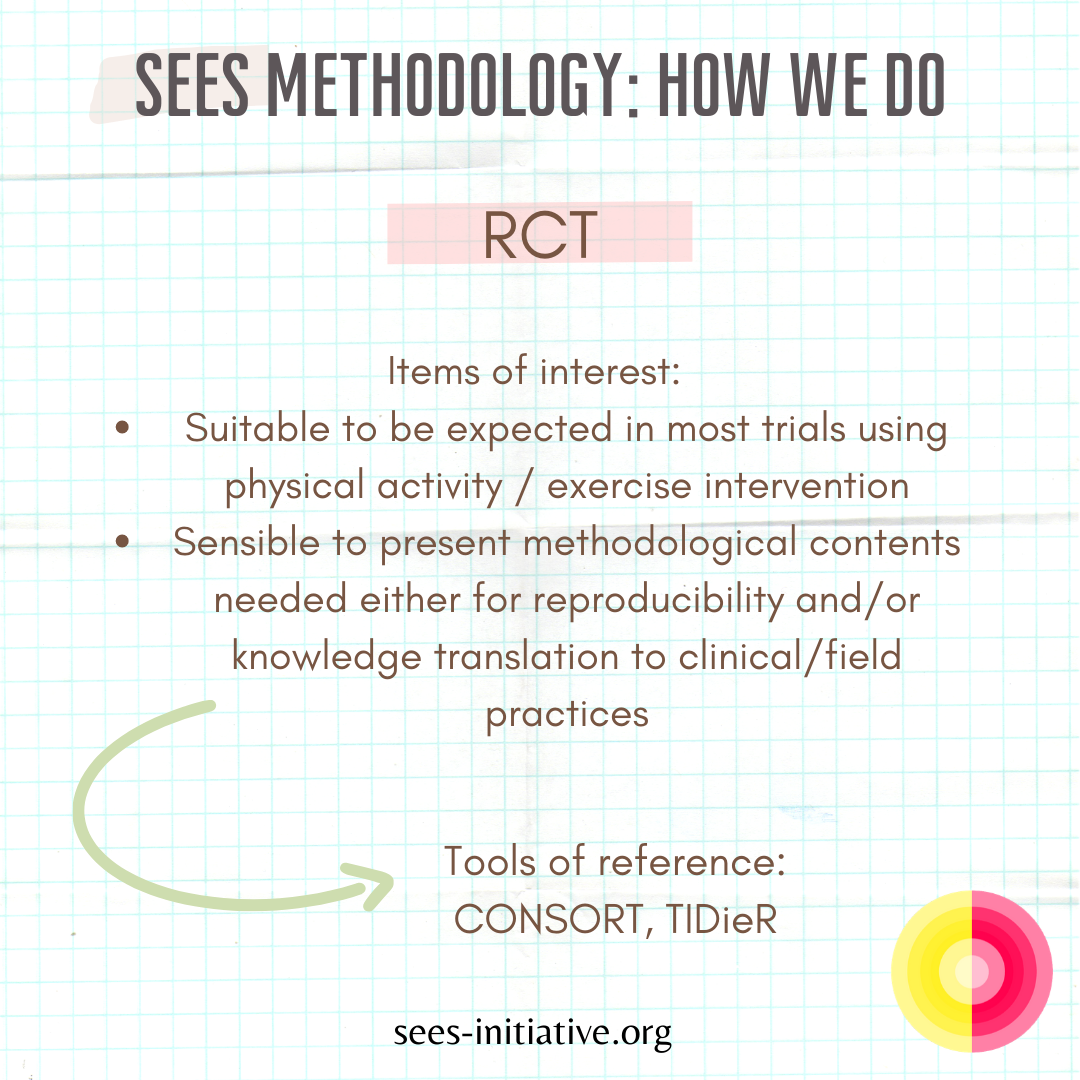 SEES METHODOLOGY: HOW WE DO
RCT
Items of interest:
• Suitable to be expected in most trials using
physical activity / exercise intervention
• Sensible to present methodological contents
needed either for reproducibility and/or
knowledge translation to clinical/field
practices
Tools of reference:
CONSORT, TIDieR
sees-initiative.org